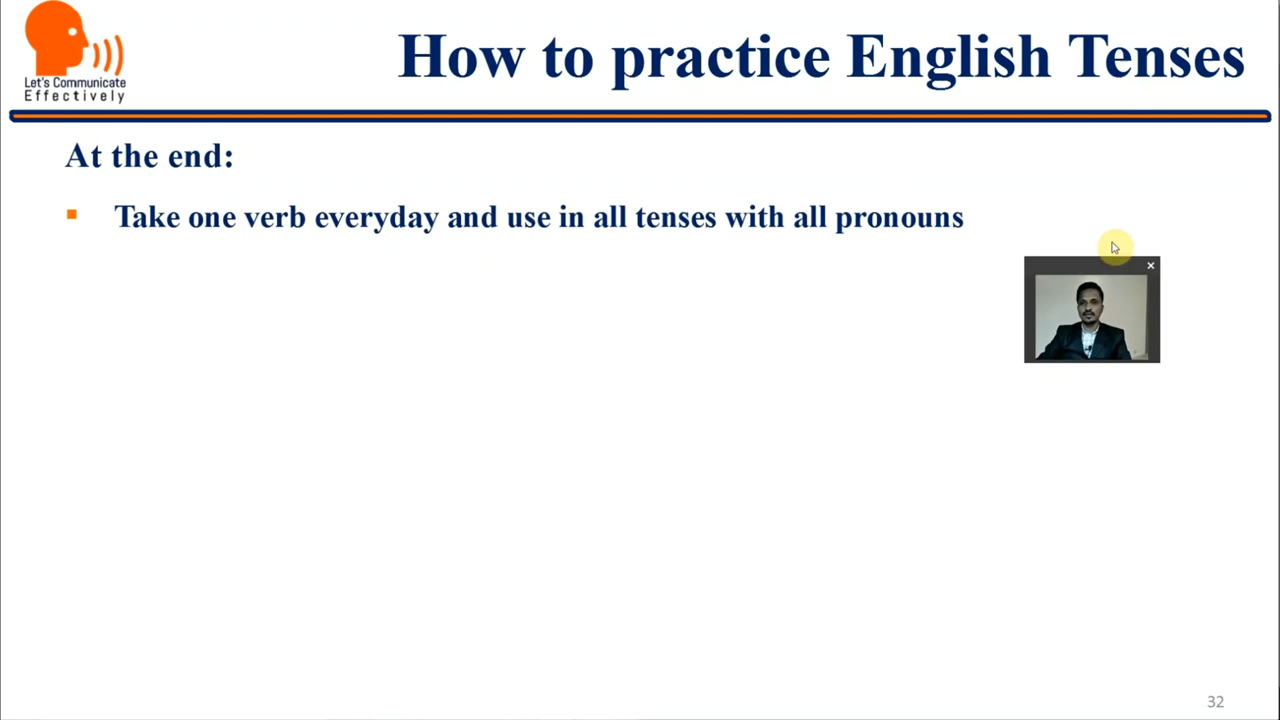 Let's Communicate
Effectively
How to practice English Tenses
At the end:
Take one verb everyday and use in all tenses with all pronouns
32